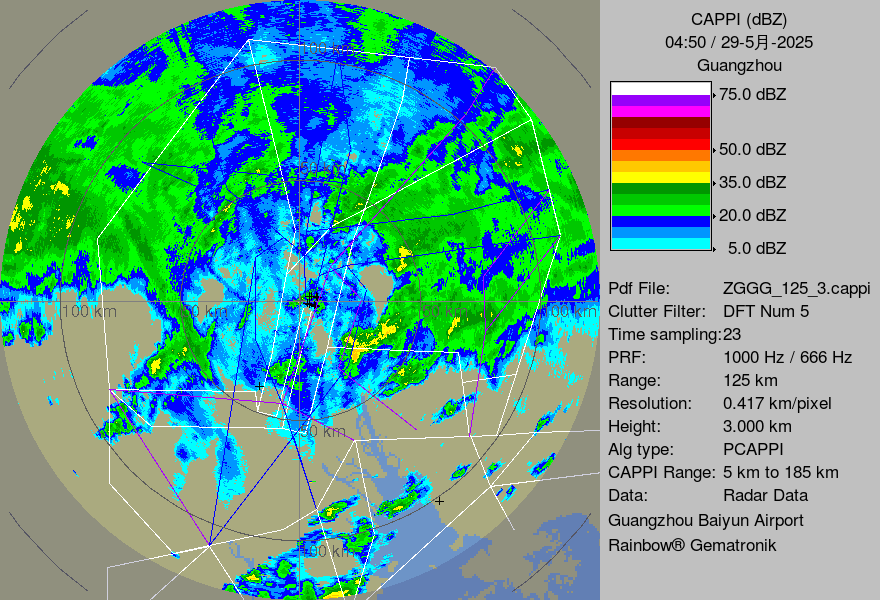 CAPPI (dBZ)
04:50 / 29-5月-2025
Guangzhou
75.0 dBZ
50.0 dBZ
35.0 dBZ
20.0 dBZ
5.0 dBZ
Pdf File: ZGGG_125_3.cappi
Clutter Filter: DFT Num 5
Time sampling:23
PRF: 1000 Hz / 666 Hz
Range: 125 km
Resolution: 0.417 km/pixel
Height: 3.000 km
Alg type: PCAPPI
CAPPI Range: 5 km to 185 km
Data: Radar Data
Guangzhou Baiyun Airport
Rainbow® Gematronik
100 km
50 km
100 km
km
km
100 km
50 km
100 km